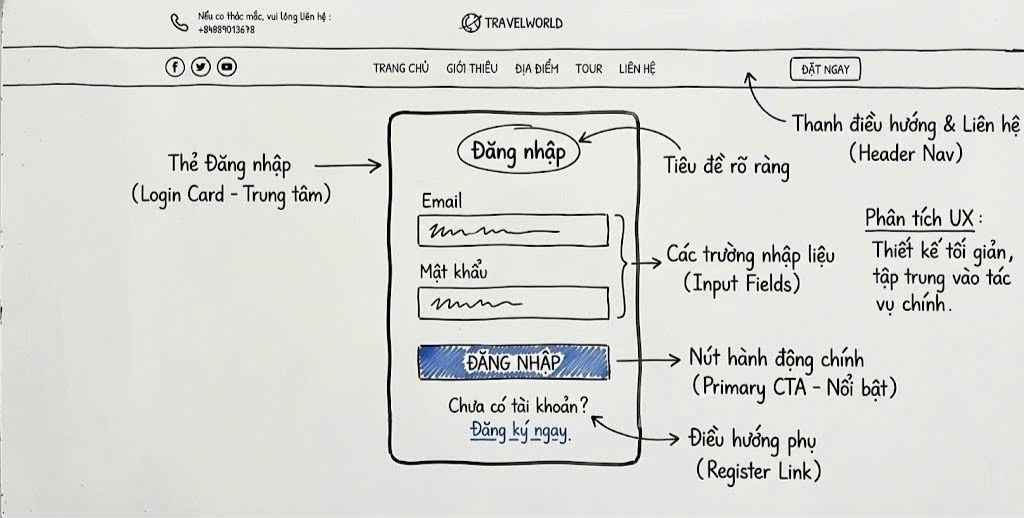 Nếu có thắc mắc, vui lòng liên hệ :
+84889013678
TRAVELWORLD
TRANG CHỦ GIỚI THIỆU ĐỊA ĐIỂM TOUR LIÊN HỆ
ĐẶT NGAY
Thanh điều hướng & Liên hệ
(Header Nav)
Thẻ Đăng nhập
(Login Card - Trung tâm)
Đăng nhập
Tiêu đề rõ ràng
Email
Mật khẩu
Các trường nhập liệu
(Input Fields)
Phân tích UX :
Thiết kế tối giản,
tập trung vào tác
vụ chính.
ĐĂNG NHẬP
Nút hành động chính
(Primary CTA - Nổi bật)
Chưa có tài khoản?
Đăng ký ngay.
Điều hướng phụ
(Register Link)